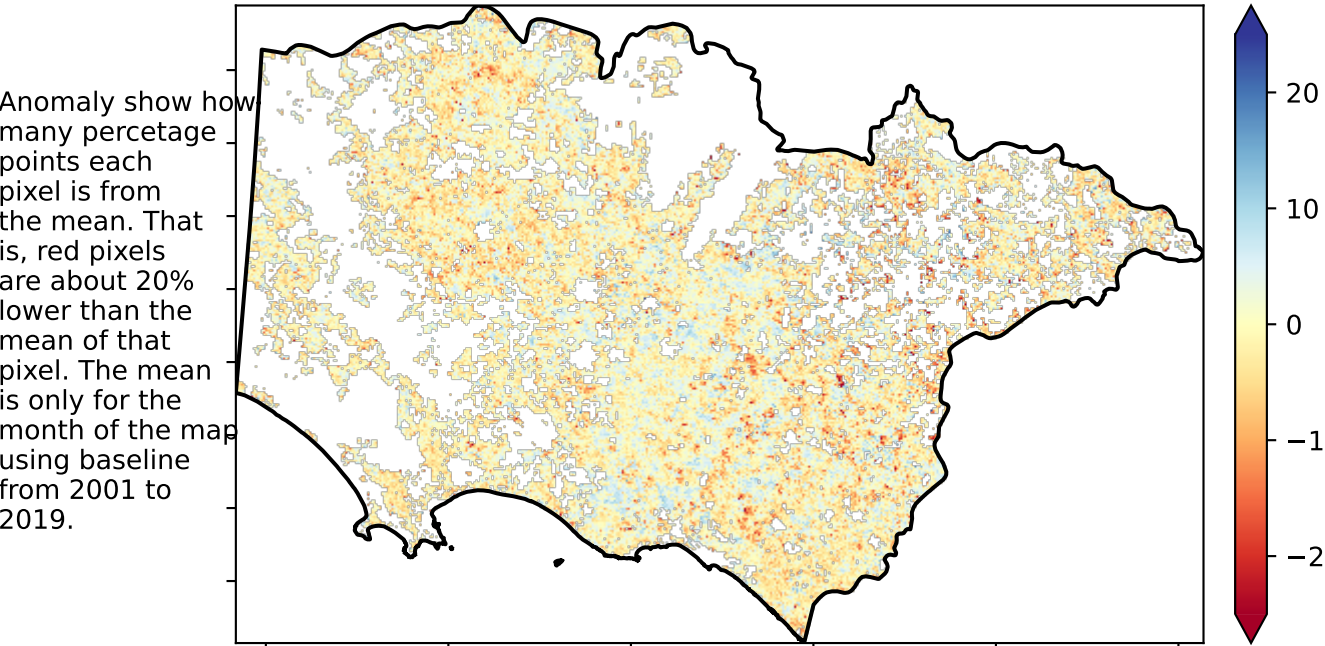 Anomaly show how
many percetage
points each
pixel is from
the mean. That
is, red pixels
are about 20%
lower than the
mean of that
pixel. The mean
is only for the
month of the map
using baseline
from 2001 to
2019.
20
10
0
−1
−2